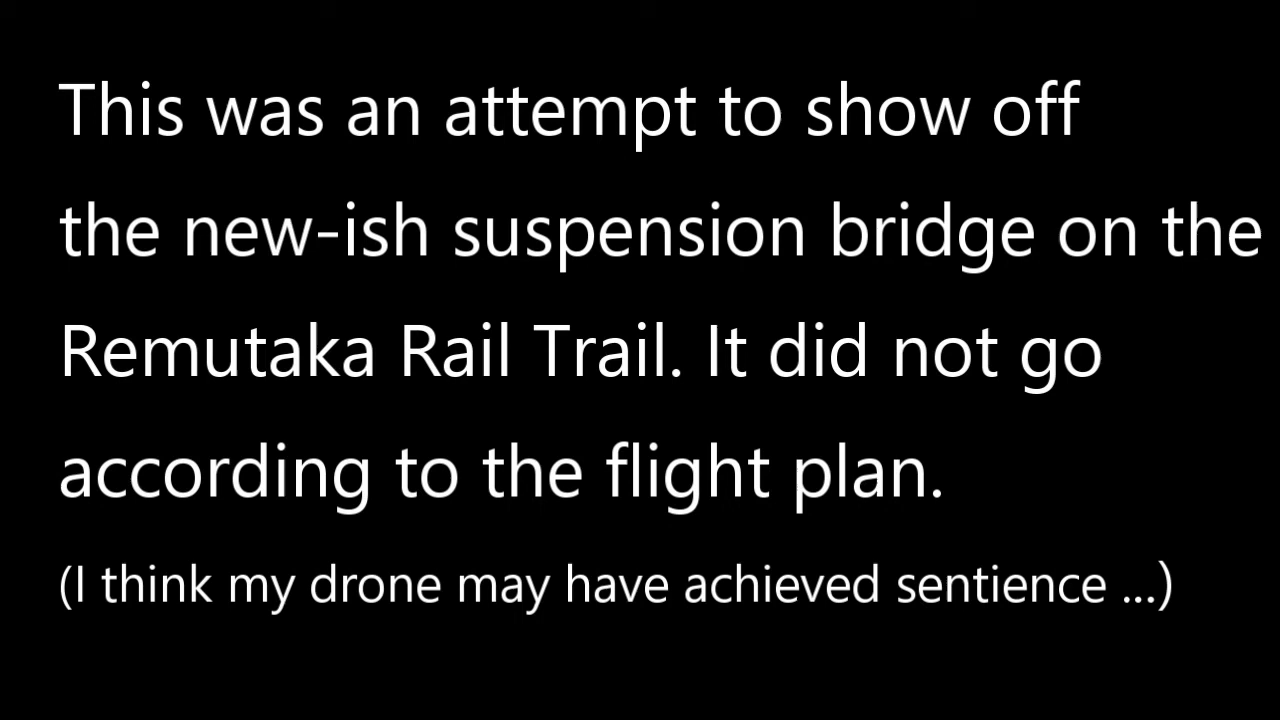 This was an attempt to show off
the new-ish suspension bridge on the
Remutaka Rail Trail. It did not go
according to the flight plan.
(I think my drone may have achieved sentience ...)